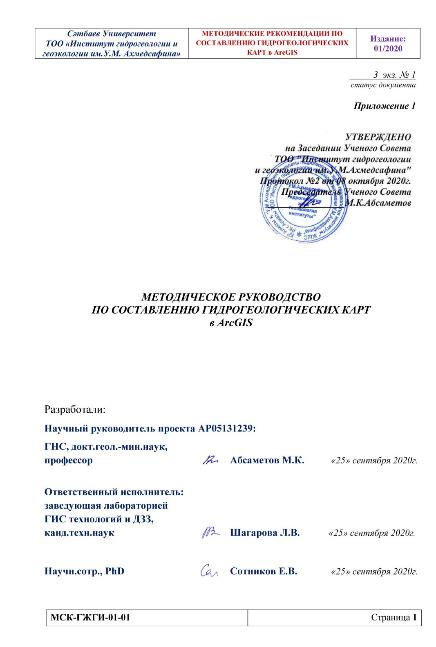 Сәтбаев Университет
ТОО «Институт гидрогеологии и
геоэкологии им.У.М. Ахмедсафина»
МЕТОДИЧЕСКИЕ РЕКОМЕНДАЦИИ ПО
СОСТАВЛЕНИЮ ГИДРОГЕОЛОГИЧЕСКИХ
КАРТ в ArcGIS
Издание:
01/2020
3 экз. № 1
статус документа
Приложение 1
УТВЕРЖДЕНО
на Заседании Ученого Совета
ТОО "Институт гидрогеологии
и геоэкологии им.У.М.Ахмедсафина"
Протокол №2 от 08 октября 2020г.
Председатель Ученого Совета
М.К.Абсаметов
МЕТОДИЧЕСКОЕ РУКОВОДСТВО
ПО СОСТАВЛЕНИЮ ГИДРОГЕОЛОГИЧЕСКИХ КАРТ
в ArcGIS
Разработали:
Научный руководитель проекта АР05131239:
ГНС, докт.геол.-мин.наук,
профессор Абсаметов М.К. «25» сентября 2020г.
Ответственный исполнитель:
заведующая лабораторией
ГИС технологий и ДЗЗ,
канд.техн.наук Шагарова Л.В. «25» сентября 2020г.
Научн.сотр., PhD Сотников Е.В. «25» сентября 2020г.
МСК-ГЖГИ-01-01 Страница 1